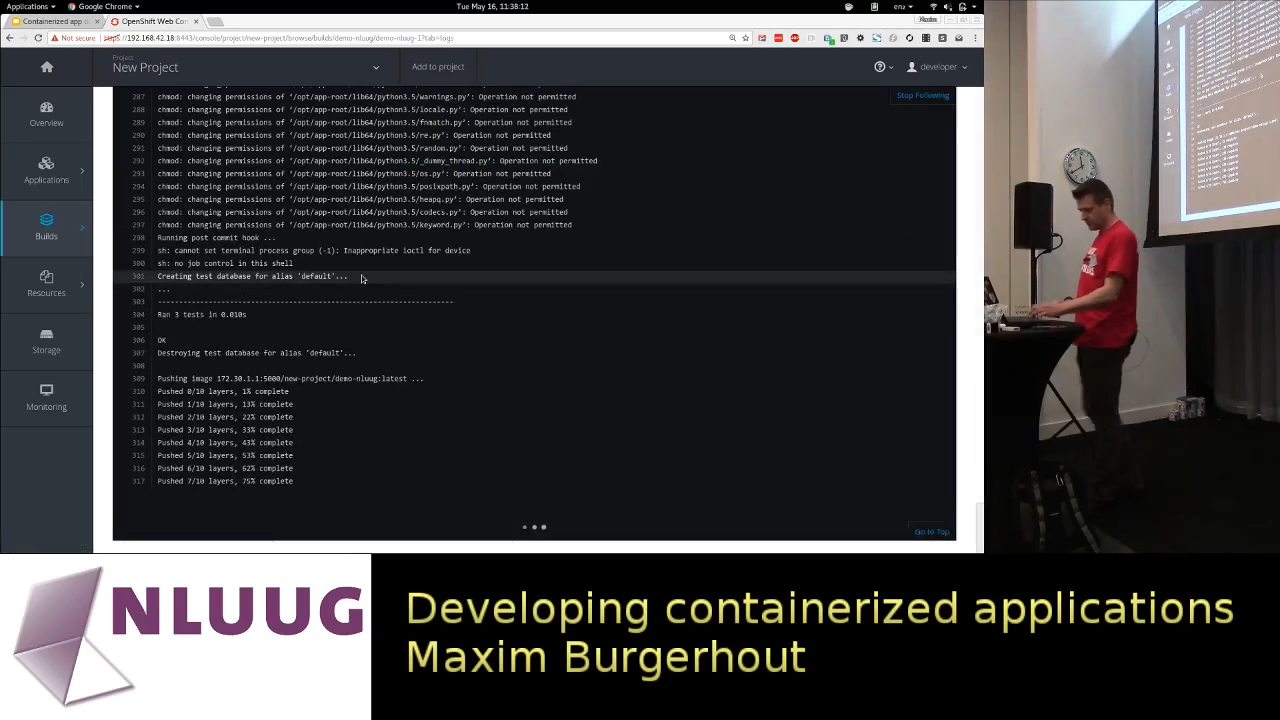 Applications
Google Chrome
Tue May 16, 11:38:12
en2
Containerized app o
OpenShift Web Con
Not secure
https://192.168.42.18:8443/console/project/new-project/browse/builds/demo-nluug/demo-nluug-1?tab=logs
Project
New Project
Add to project
developer
Overview
Applications
Builds
Resources
Storage
Monitoring
Stop Following
287 chmod: changing permissions of ‘/opt/app-root/lib64/python3.5/warnings.py’: Operation not permitted
288 chmod: changing permissions of ‘/opt/app-root/lib64/python3.5/locale.py’: Operation not permitted
289 chmod: changing permissions of ‘/opt/app-root/lib64/python3.5/fnmatch.py’: Operation not permitted
290 chmod: changing permissions of ‘/opt/app-root/lib64/python3.5/re.py’: Operation not permitted
291 chmod: changing permissions of ‘/opt/app-root/lib64/python3.5/random.py’: Operation not permitted
292 chmod: changing permissions of ‘/opt/app-root/lib64/python3.5/_dummy_thread.py’: Operation not permitted
293 chmod: changing permissions of ‘/opt/app-root/lib64/python3.5/os.py’: Operation not permitted
294 chmod: changing permissions of ‘/opt/app-root/lib64/python3.5/posixpath.py’: Operation not permitted
295 chmod: changing permissions of ‘/opt/app-root/lib64/python3.5/heapq.py’: Operation not permitted
296 chmod: changing permissions of ‘/opt/app-root/lib64/python3.5/codecs.py’: Operation not permitted
297 chmod: changing permissions of ‘/opt/app-root/lib64/python3.5/keyword.py’: Operation not permitted
298 Running post commit hook ...
299 sh: cannot set terminal process group (-1): Inappropriate ioctl for device
300 sh: no job control in this shell
301 Creating test database for alias 'default'...
302 ...
303 ----------------------------------------------------------------------
304 Ran 3 tests in 0.010s
305
306 OK
307 Destroying test database for alias 'default'...
308
309 Pushing image 172.30.1.1:5000/new-project/demo-nluug:latest ...
310 Pushed 0/10 layers, 1% complete
311 Pushed 1/10 layers, 13% complete
312 Pushed 2/10 layers, 22% complete
313 Pushed 3/10 layers, 33% complete
314 Pushed 4/10 layers, 43% complete
315 Pushed 5/10 layers, 53% complete
316 Pushed 6/10 layers, 62% complete
317 Pushed 7/10 layers, 75% complete
Go to Top
NLUUG
Developing containerized applications
Maxim Burgerhout